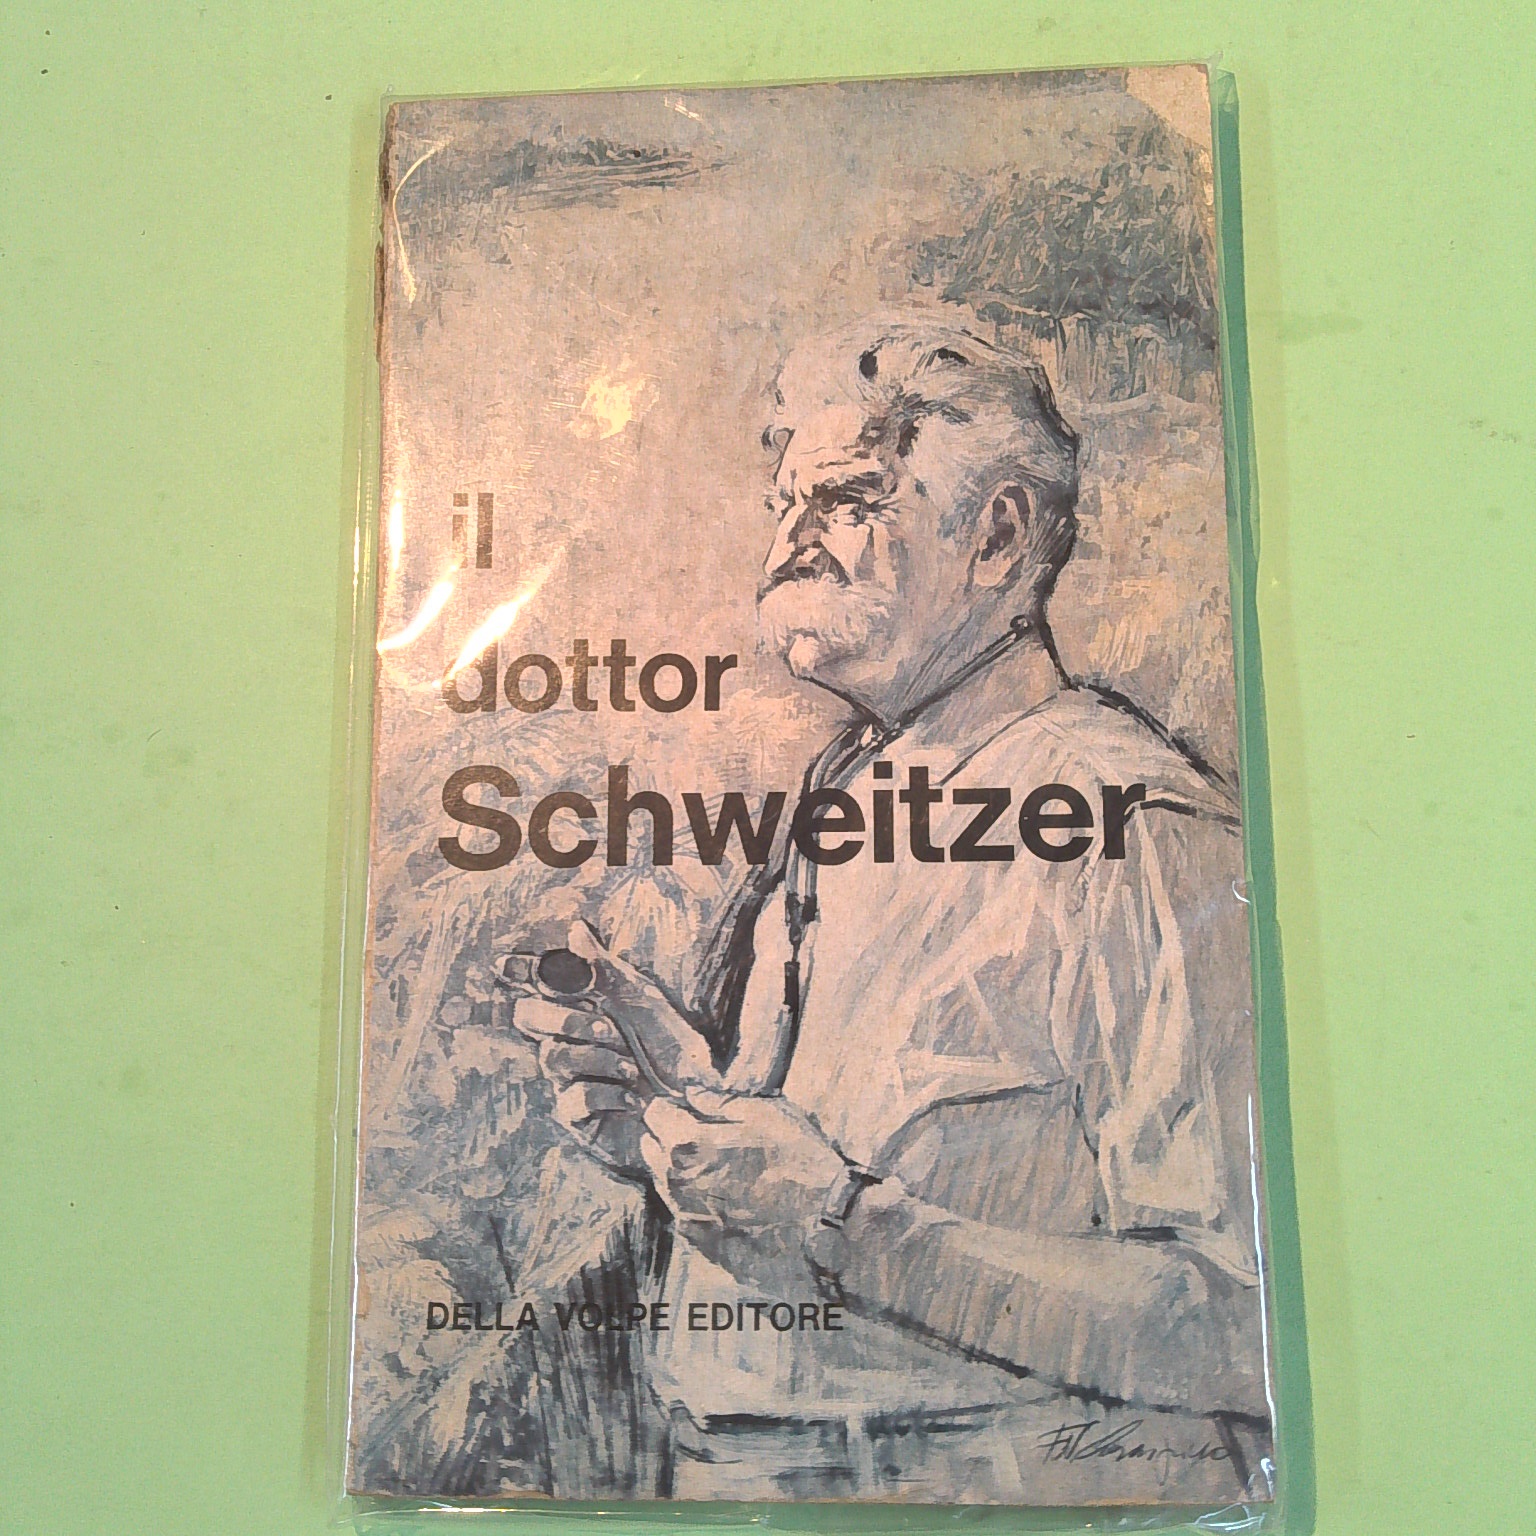 il
dottor
Schweitzer
DELLA VOLPE EDITORE